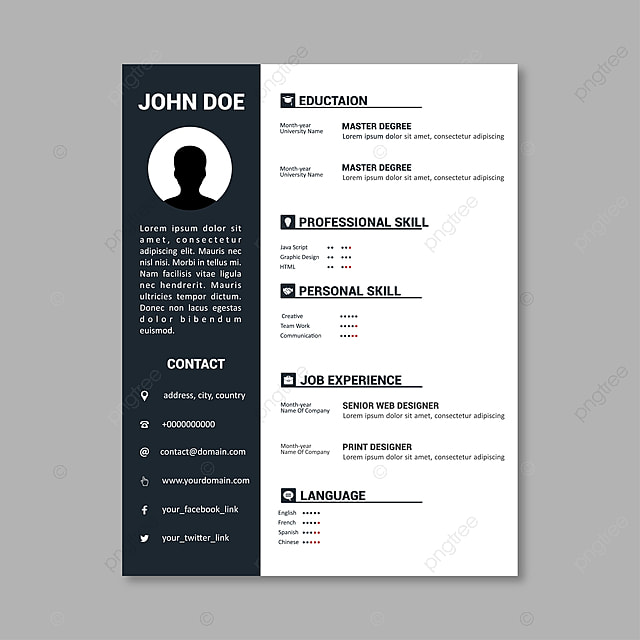 JOHN DOE
Lorem ipsum dolor sit
amet, consectetur
adipiscing elit. Mauris nec
nisl nisi. Morbi in tellus mi.
Nam facilisis vitae ligula
nec hendrerit. Mauris
ultricies tempor dictum.
Donec non lacus egestas
dolor bibendum
euismod.
CONTACT
address, city, country
+0000000000
contact@domain.com
www.yourdomain.com
your_facebook_link
your_twitter_link
EDUCTAION
Month-year
University Name
MASTER DEGREE
Lorem ipsum dolor sit amet, consectetur adipiscing
Month-year
University Name
MASTER DEGREE
Lorem ipsum dolor sit amet, consectetur adipiscing
PROFESSIONAL SKILL
Java Script
Graphic Design
HTML
PERSONAL SKILL
Creative
Team Work
Communication
JOB EXPERIENCE
Month-year
Name Of Company
SENIOR WEB DESIGNER
Lorem ipsum dolor sit amet, consectetur adipiscing
Month-year
Name Of Company
PRINT DESIGNER
Lorem ipsum dolor sit amet, consectetur adipiscing
LANGUAGE
English
French
Spanish
Chinese
pngtree